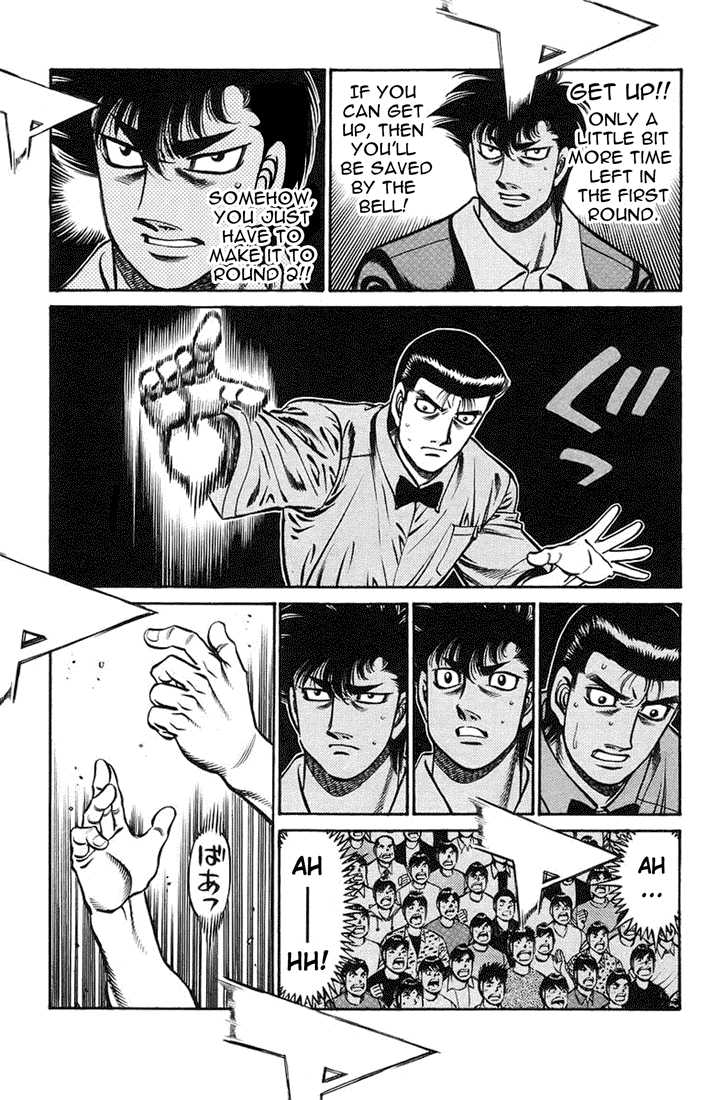 GET UP!!
ONLY A
LITTLE BIT
MORE TIME
LEFT IN
THE FIRST
ROUND.
IF YOU
CAN GET
UP, THEN
YOU'LL
BE SAVED
BY THE
BELL!
SOMEHOW,
YOU JUST
HAVE TO
MAKE IT TO
ROUND 2!!
ぐっ
AH
...
AH
—
HH!
ばあっ